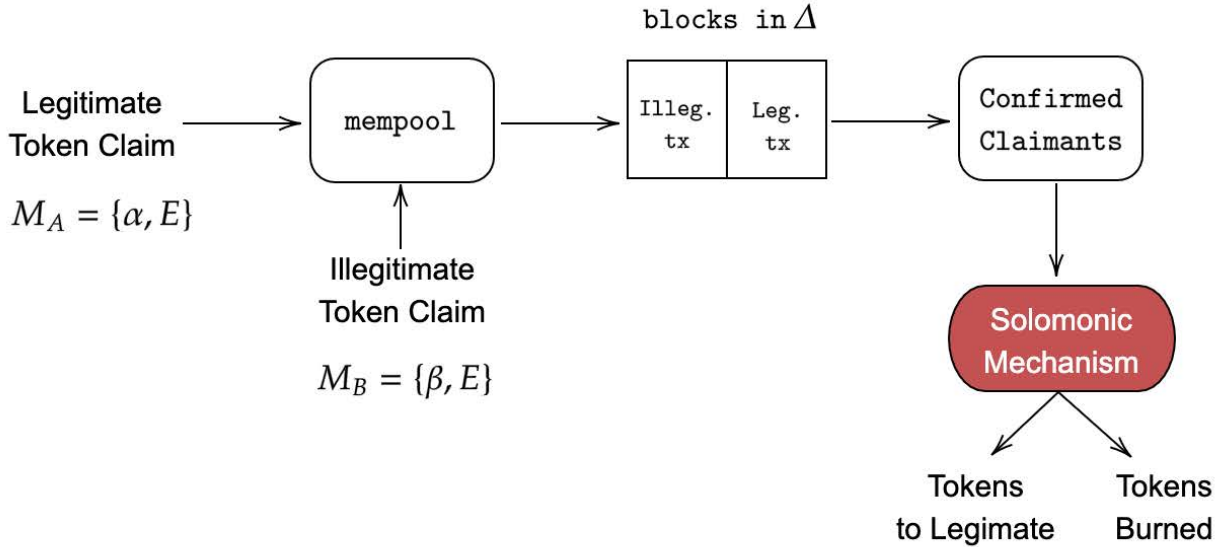 blocks in Δ
Legitimate
Token Claim
M_A = {α, E}
mempool
Illeg.
tx
Leg.
tx
Confirmed
Claimants
Illegitimate
Token Claim
M_B = {β, E}
Solomonic
Mechanism
Tokens
to Legimate
Tokens
Burned